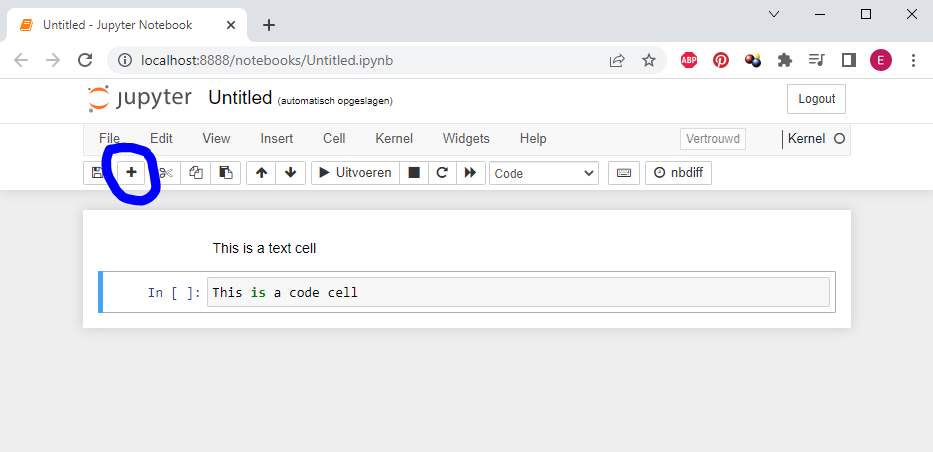 Untitled - Jupyter Notebook
localhost:8888/notebooks/Untitled.ipynb
ABP
E
jupyter Untitled (automatisch opgeslagen) Logout
File Edit View Insert Cell Kernel Widgets Help Vertrouwd Kernel
Uitvoeren Code nbdiff
This is a text cell
In [ ]: This is a code cell